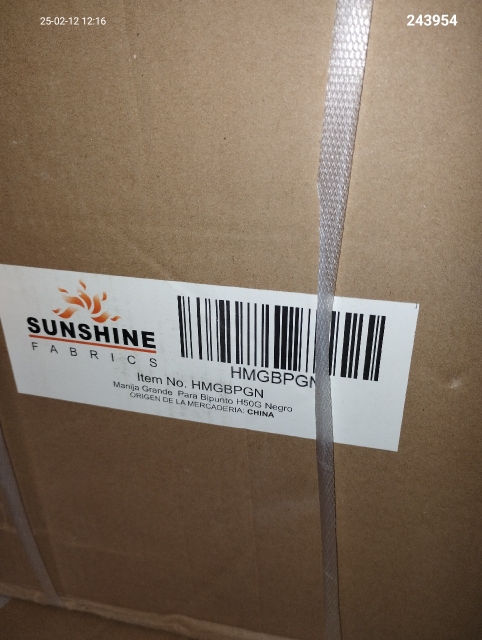 25-02-12 12:16
243954
SUNSHINE
FABRICS
HMGBPGN
Item No. HMGBPGN
Manija Grande Para Bipunto H50G Negro
ORIGEN DE LA MERCADERIA: CHINA